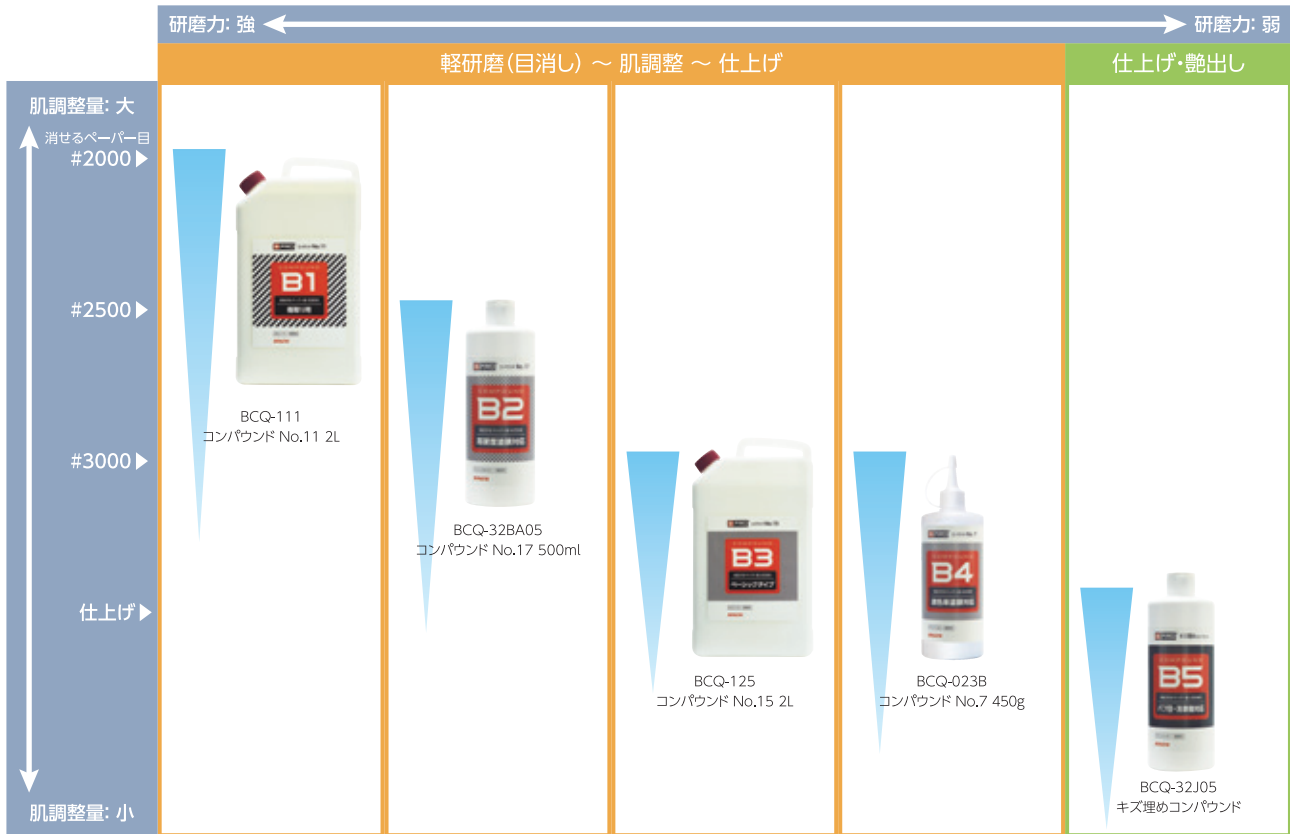 研磨力: 強
研磨力: 弱
軽研磨(目消し) ～ 肌調整 ～ 仕上げ
仕上げ・艶出し
肌調整量: 大
消せるペーパー目
#2000
#2500
#3000
仕上げ
肌調整量: 小
B1
BCQ-111
コンパウンド No.11 2L
B2
BCQ-32BA05
コンパウンド No.17 500ml
B3
ベーシックタイプ
BCQ-125
コンパウンド No.15 2L
B4
BCQ-023B
コンパウンド No.7 450g
B5
BCQ-32J05
キズ埋めコンパウンド